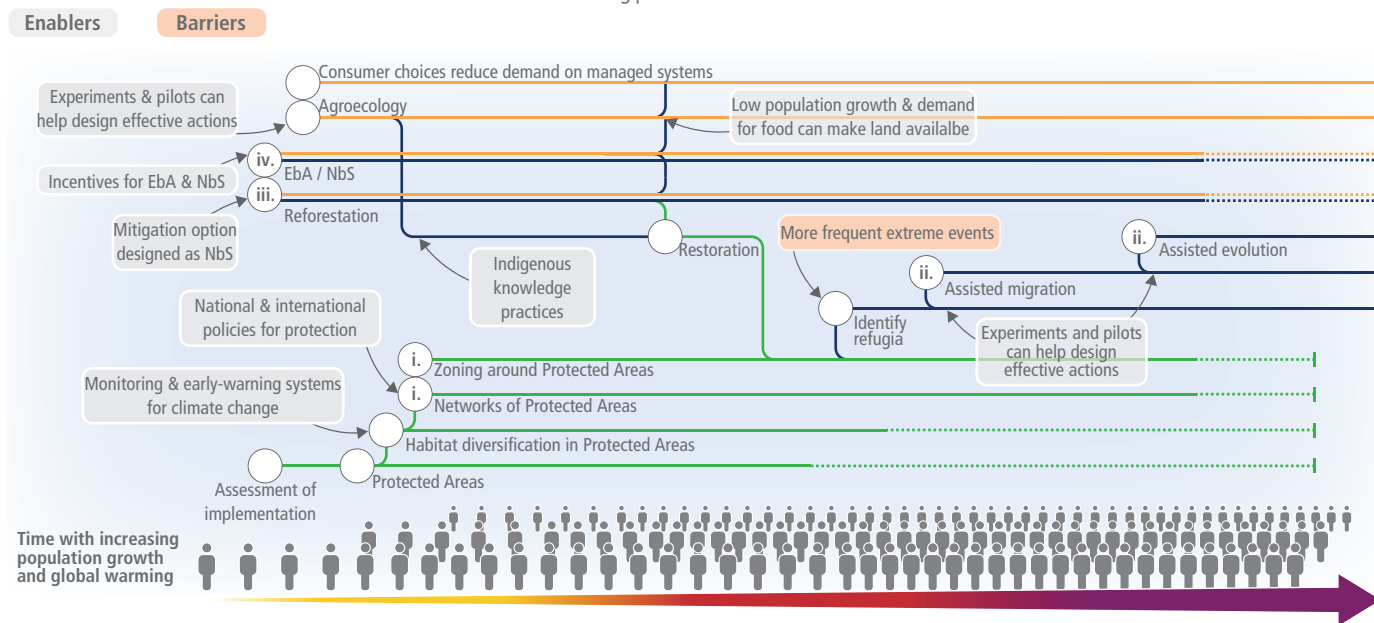 Enablers
Barriers
Consumer choices reduce demand on managed systems
Experiments & pilots can
help design effective actions
Agroecology
Low population growth & demand
for food can make land availalbe
iv.
EbA / NbS
Incentives for EbA & NbS
iii.
Reforestation
Mitigation option
designed as NbS
Restoration
More frequent extreme events
ii.
Assisted evolution
Indigenous
knowledge
practices
ii.
Assisted migration
National & international
policies for protection
Identify
refugia
Experiments and pilots
can help design
effective actions
i.
Zoning around Protected Areas
Monitoring & early-warning systems
for climate change
i.
Networks of Protected Areas
Habitat diversification in Protected Areas
Protected Areas
Assessment of
implementation
Time with increasing
population growth
and global warming